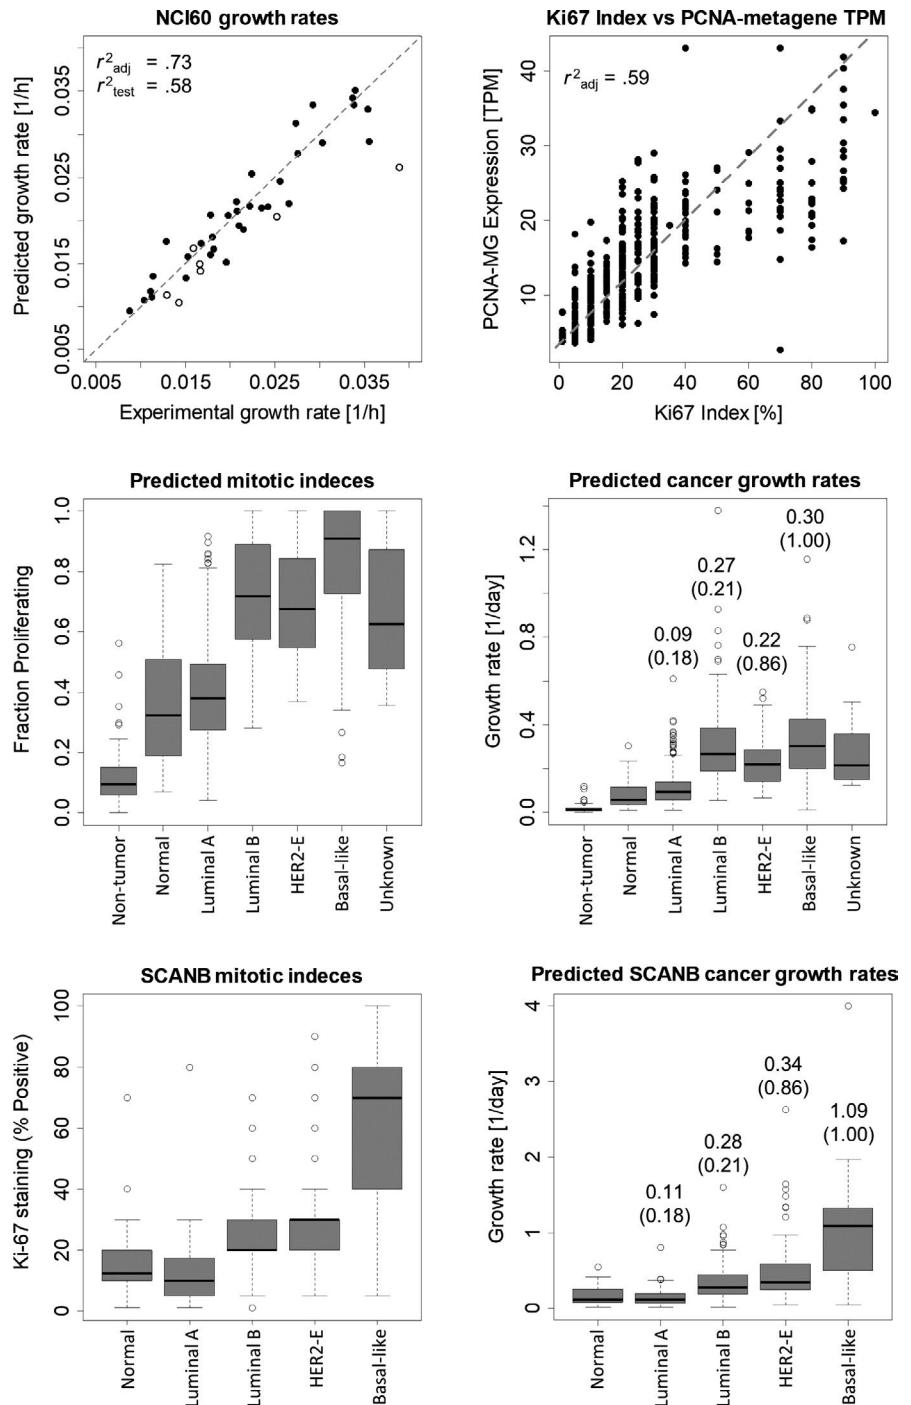 NCI60 growth rates
r²adj = .73
r²test = .58
Predicted growth rate [1/h]
0.035
0.025
0.015
0.005
0.005 0.015 0.025 0.035
Experimental growth rate [1/h]
Ki67 Index vs PCNA-metagene TPM
r²adj = .59
PCNA-MG Expression [TPM]
40
30
20
10
0 20 40 60 80 100
Ki67 Index [%]
Predicted mitotic indeces
Fraction Proliferating
1.0
0.8
0.6
0.4
0.2
0.0
Non-tumor
Normal
Luminal A
Luminal B
HER2-E
Basal-like
Unknown
Predicted cancer growth rates
Growth rate [1/day]
1.2
0.8
0.4
0.0
0.09
(0.18)
0.27
(0.21)
0.22
(0.86)
0.30
(1.00)
Non-tumor
Normal
Luminal A
Luminal B
HER2-E
Basal-like
Unknown
SCANB mitotic indeces
Ki-67 staining (% Positive)
100
80
60
40
20
0
Normal
Luminal A
Luminal B
HER2-E
Basal-like
Predicted SCANB cancer growth rates
Growth rate [1/day]
4
3
2
1
0
0.11
(0.18)
0.28
(0.21)
0.34
(0.86)
1.09
(1.00)
Normal
Luminal A
Luminal B
HER2-E
Basal-like